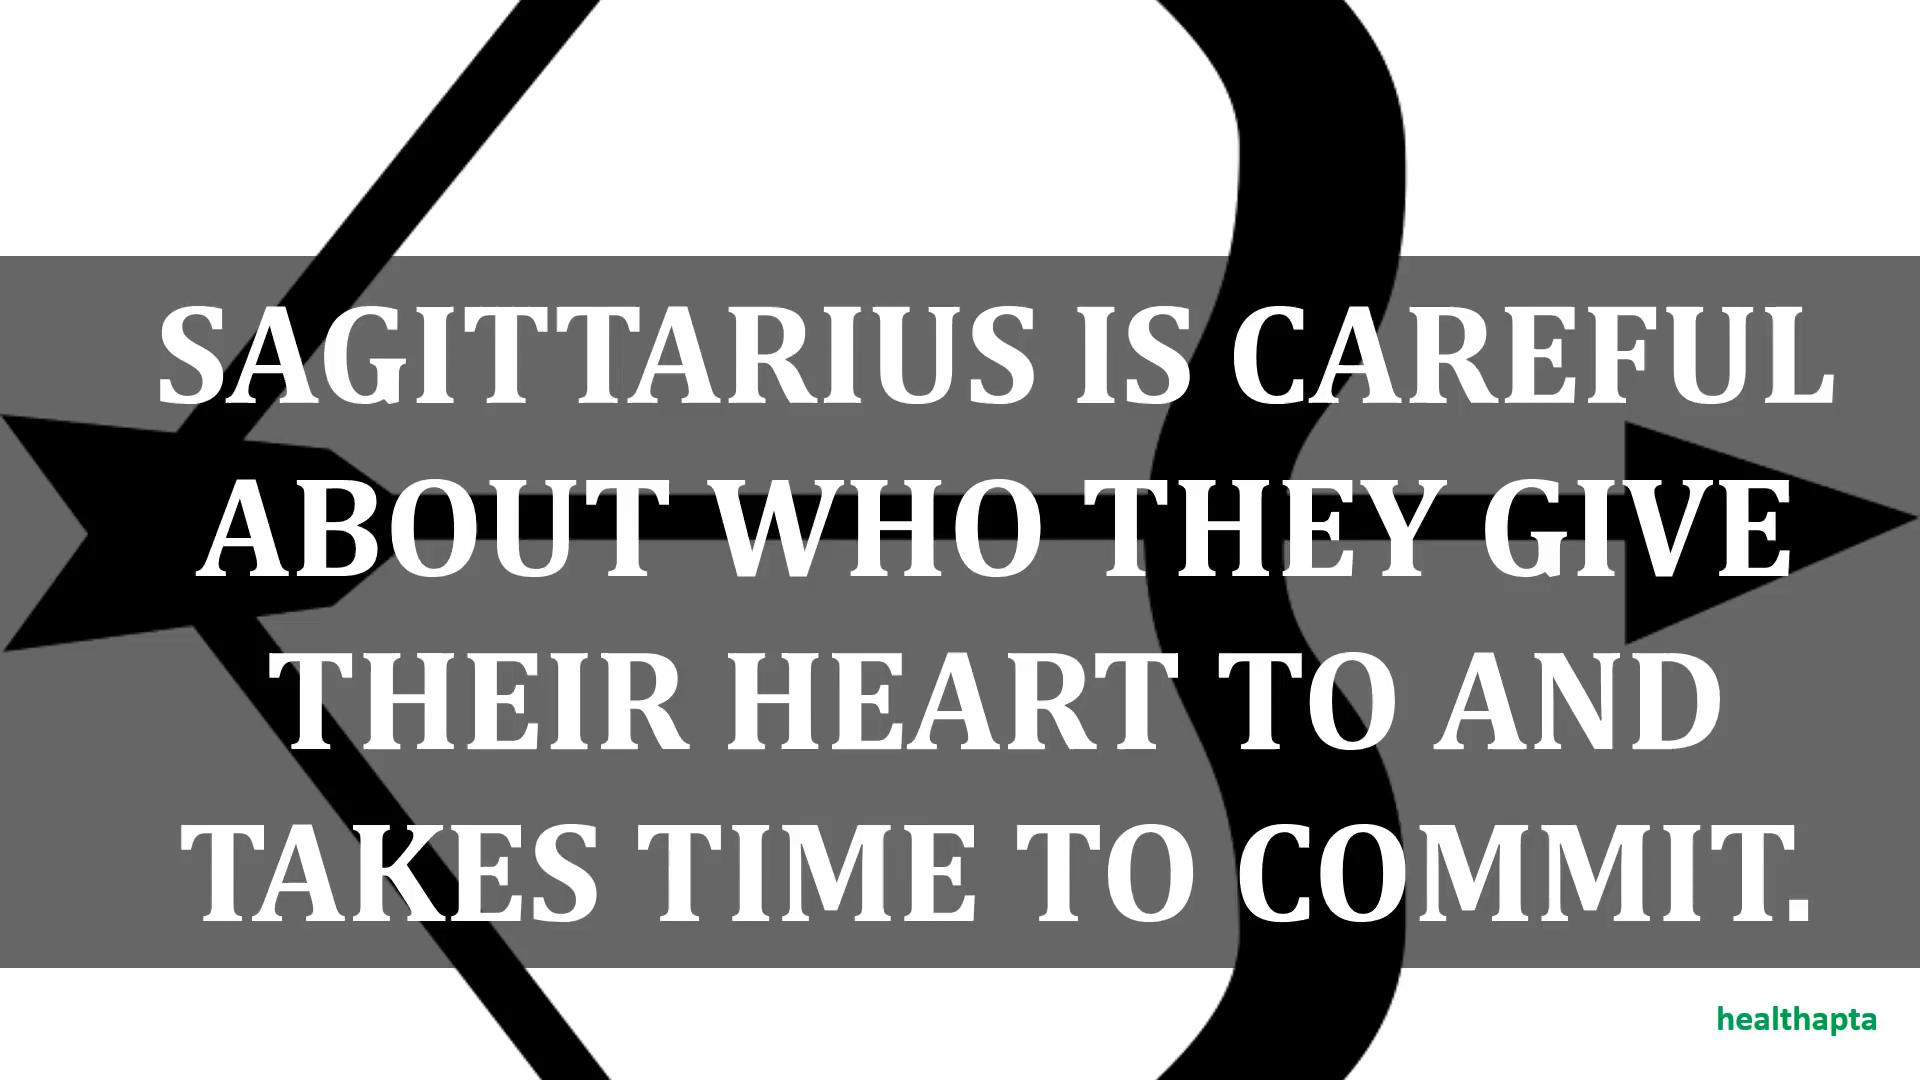 SAGITTARIUS IS CAREFUL
ABOUT WHO THEY GIVE
THEIR HEART TO AND
TAKES TIME TO COMMIT.
healthapta